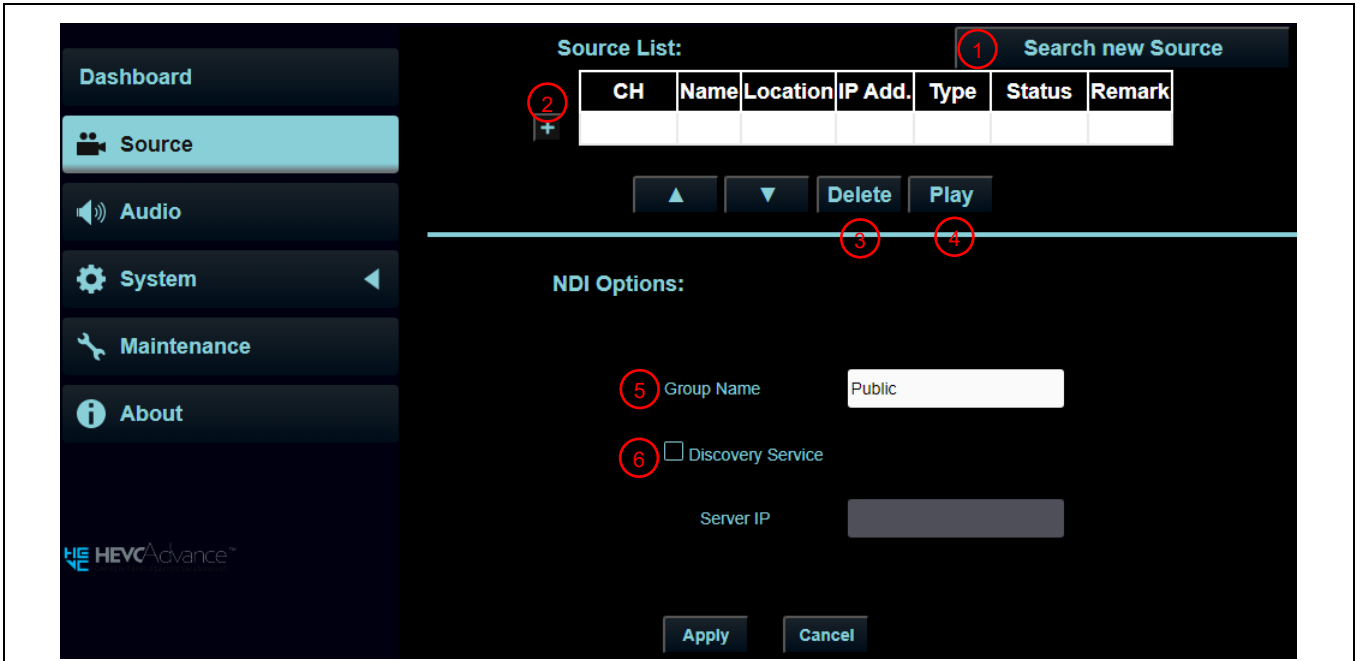 Dashboard
Source
Audio
System
Maintenance
About
HEVCAdvance™
Source List:
1 Search new Source
2
CH Name Location IP Add. Type Status Remark
+
▲ ▼ Delete Play
3 4
NDI Options:
5 Group Name Public
6 Discovery Service
Server IP
Apply Cancel